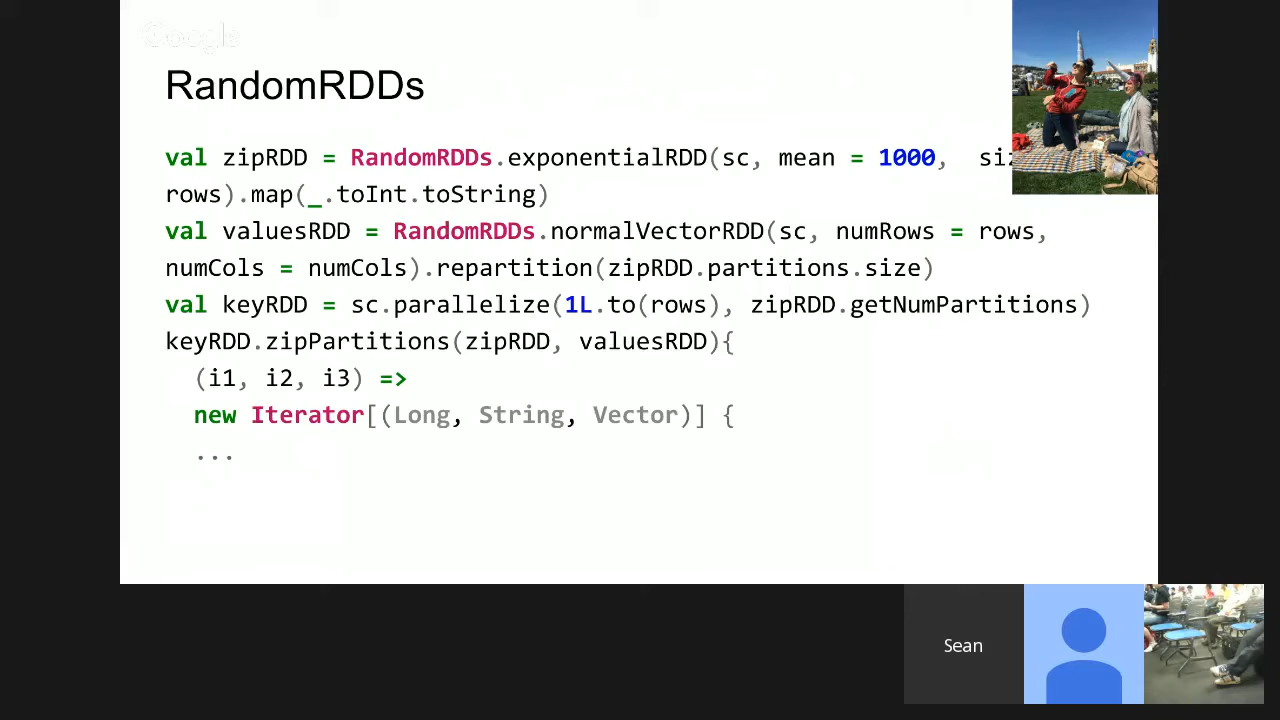 Google
RandomRDDs
val zipRDD = RandomRDDs.exponentialRDD(sc, mean = 1000,
rows).map(_.toInt.toString)
val valuesRDD = RandomRDDs.normalVectorRDD(sc, numRows = rows,
numCols = numCols).repartition(zipRDD.partitions.size)
val keyRDD = sc.parallelize(1L.to(rows), zipRDD.getNumPartitions)
keyRDD.zipPartitions(zipRDD, valuesRDD){
(i1, i2, i3) =>
new Iterator[(Long, String, Vector)] {
...
Sean